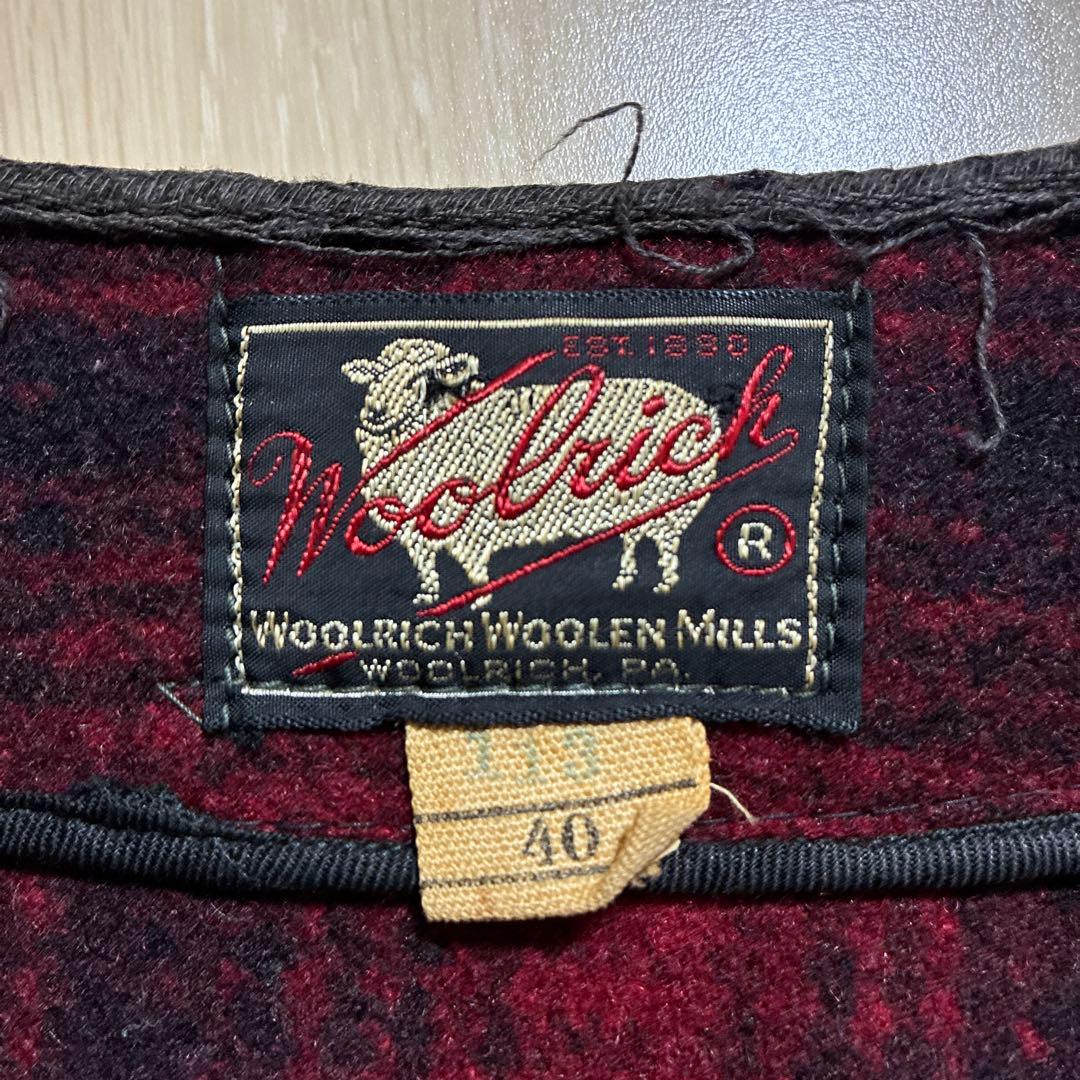 EST. 1830
Woolrich
R
WOOLRICH WOOLEN MILLS
WOOLRICH, PA.
113
40